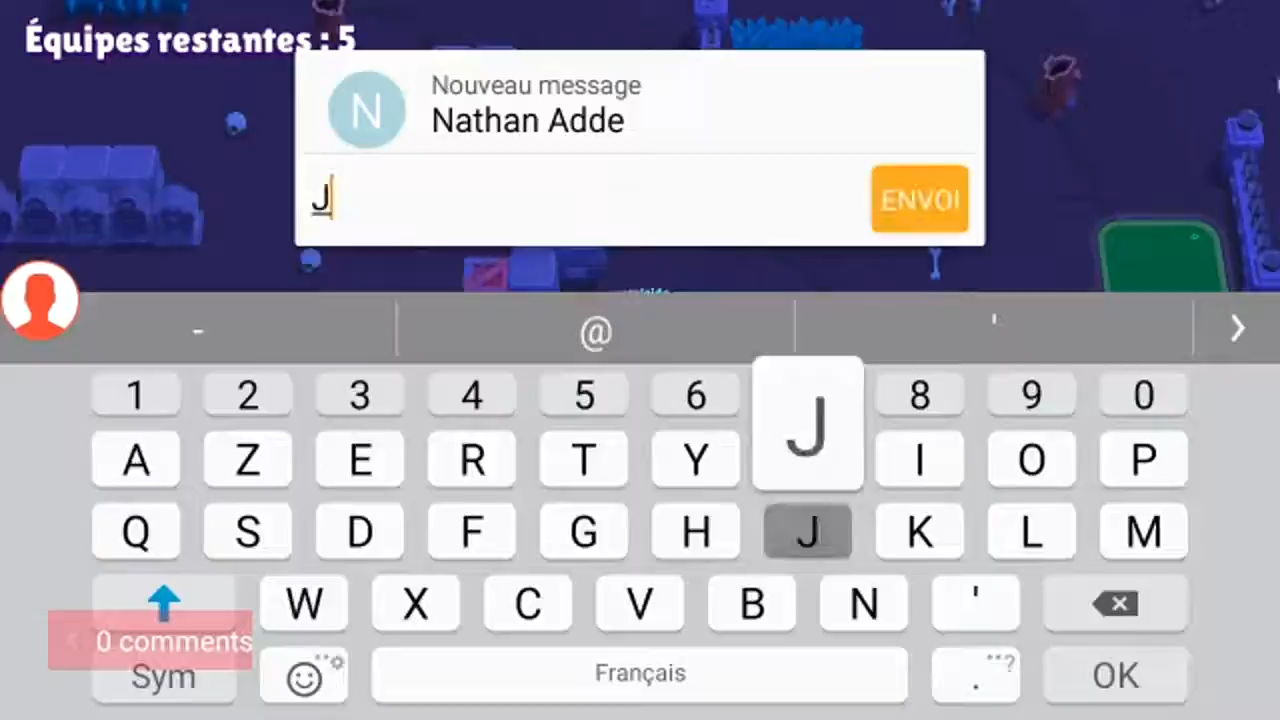 Équipes restantes : 5
N
Nouveau message
Nathan Adde
J
ENVOI
- @ '
1 2 3 4 5 6 8 9 0
J
A Z E R T Y I O P
Q S D F G H J K L M
W X C V B N '
0 comments
Sym Français . OK